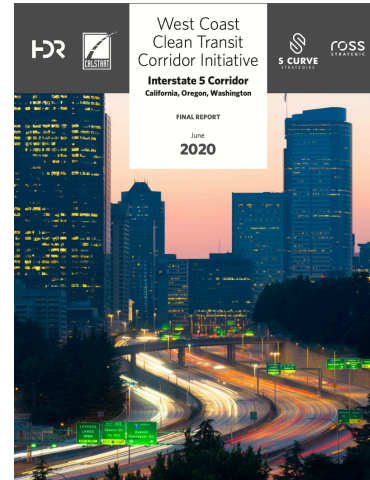 HDR
CALSTART
West Coast
Clean Transit
Corridor Initiative
Interstate 5 Corridor
California, Oregon, Washington
FINAL REPORT
June
2020
S CURVE
STRATEGIES
ross
STRATEGIC
EXPRESS
LANES
OPEN